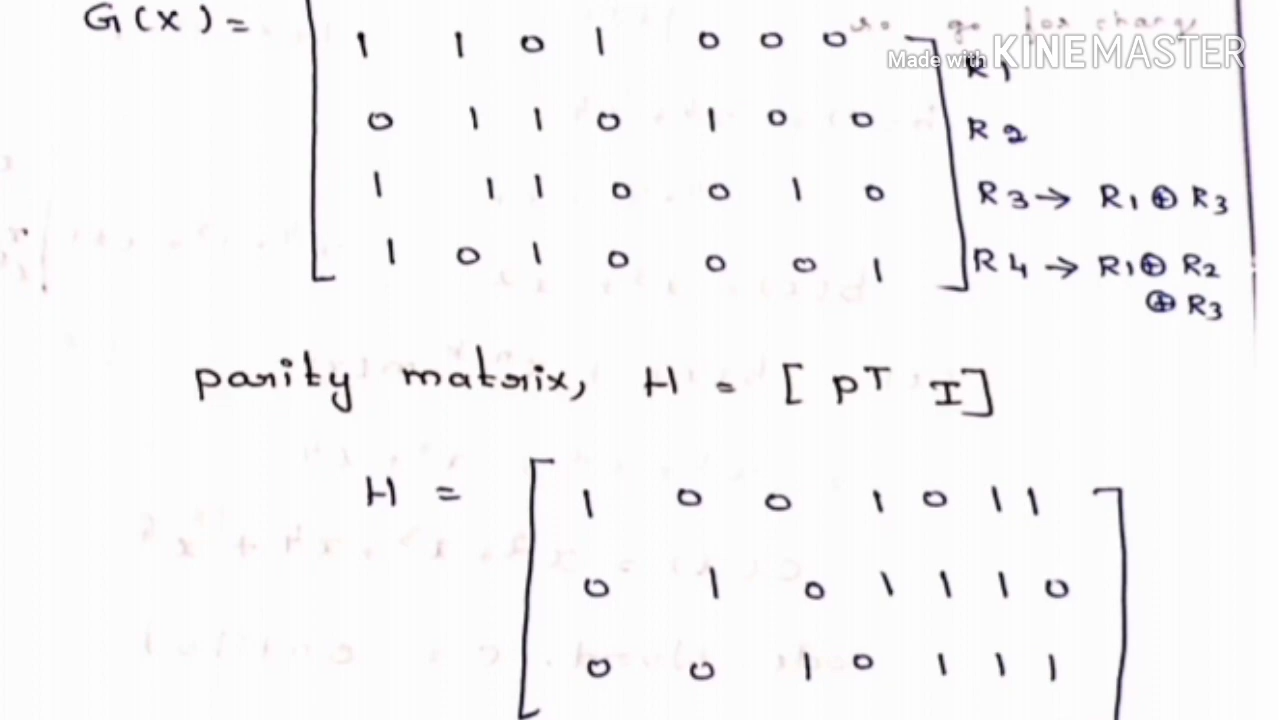 G(X) =
1 1 0 1 0 0 0 R1
0 1 1 0 1 0 0 R2
1 1 1 0 0 1 0 R3 → R1 ⊕ R3
1 0 1 0 0 0 1 R4 → R1 ⊕ R2
⊕ R3
Made with KINEMASTER
parity matrix, H = [ PT I ]
H =
1 0 0 1 0 1 1
0 1 0 1 1 1 0
0 0 1 0 1 1 1